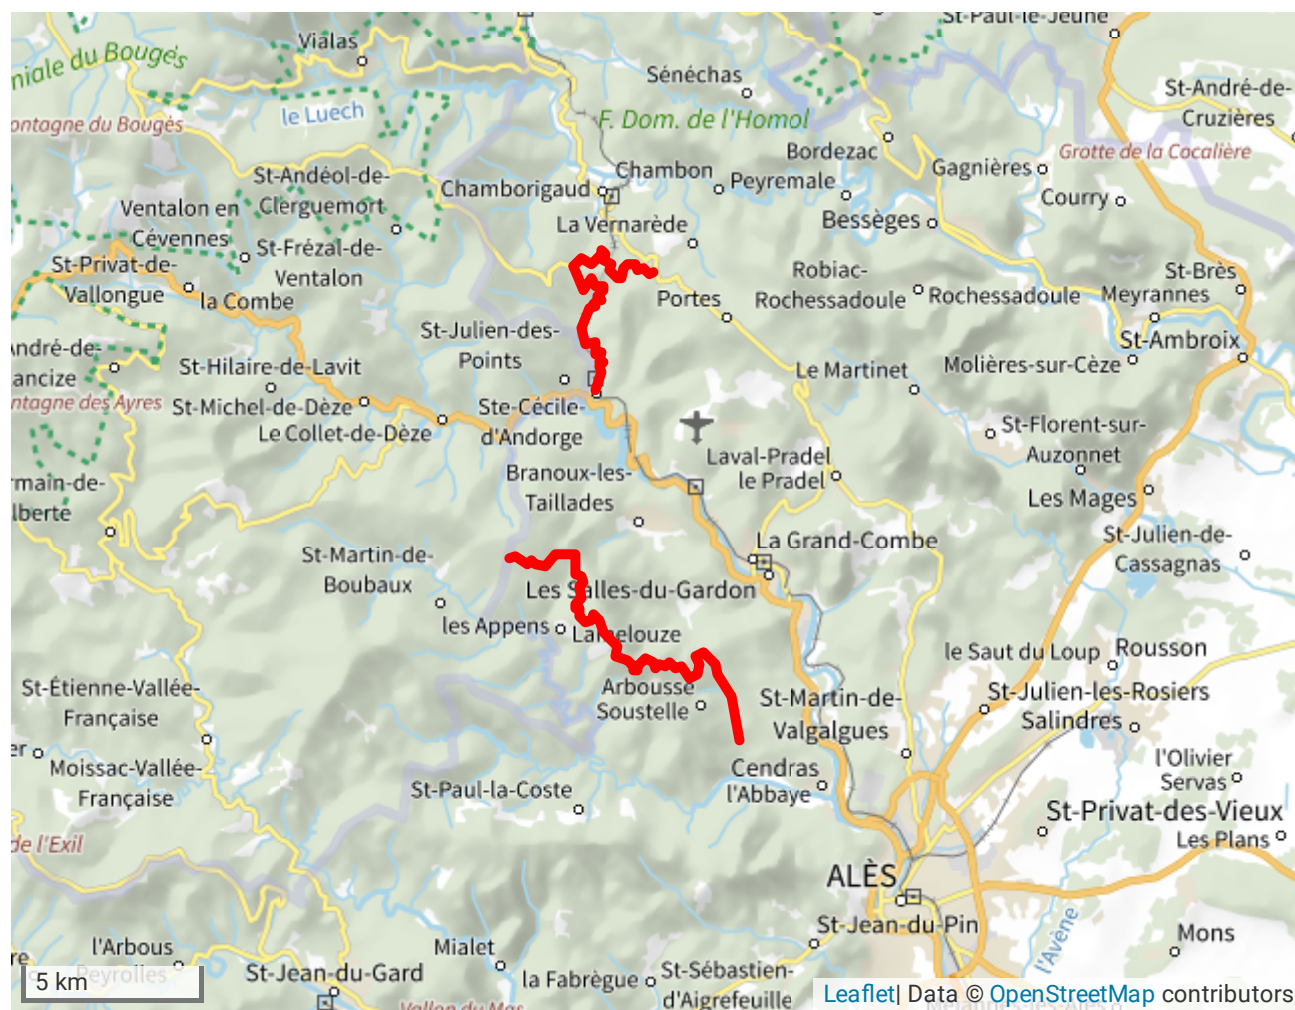 St-Paul-le-Jeune
Vialas
niale du Bougès
Sénéchas
St-André-de-
Cruzières
le Luech
ontagne du Bougès
F. Dom. de l'Homol
Bordezac
Grotte de la Cocalière
Gagnières
Chambon
St-Andéol-de-
Clerguemort
Chamborigaud
Peyremale
Courry
Ventalon en
Cévennes
La Vernarède
Bessèges
St-Frézal-de-
Ventalon
St-Privat-de-
Vallongue
la Combe
Robiac-
Rochessadoule
Rochessadoule
St-Brès
Meyrannes
Portes
St-Julien-des-
Points
St-Ambroix
ndré-de-
ancize
St-Hilaire-de-Lavit
Le Martinet
Molières-sur-Cèze
ntagne des Ayres
St-Michel-de-Dèze
Le Collet-de-Dèze
Ste-Cécile-
d'Andorge
St-Florent-sur-
Auzonnet
Laval-Pradel
le Pradel
Branoux-les-
Taillades
rmain-de-
lberte
Les Mages
St-Julien-de-
Cassagnas
La Grand-Combe
St-Martin-de-
Boubaux
Les Salles-du-Gardon
les Appens
Lamelouze
le Saut du Loup
Rousson
Arbousse
Soustelle
St-Martin-de-
Valgalgues
St-Julien-les-Rosiers
Salindres
St-Étienne-Vallée-
Française
er
Moissac-Vallée-
Française
Cendras
l'Abbaye
l'Olivier
Servas
St-Paul-la-Coste
St-Privat-des-Vieux
Les Plans
de l'Exil
ALÈS
St-Jean-du-Pin
l'Avène
Mons
l'Arbous
Peyrolles
re
Mialet
St-Jean-du-Gard
la Fabrègue
St-Sébastien-
d'Aigrefeuille
5 km
Leaflet| Data © OpenStreetMap contributors